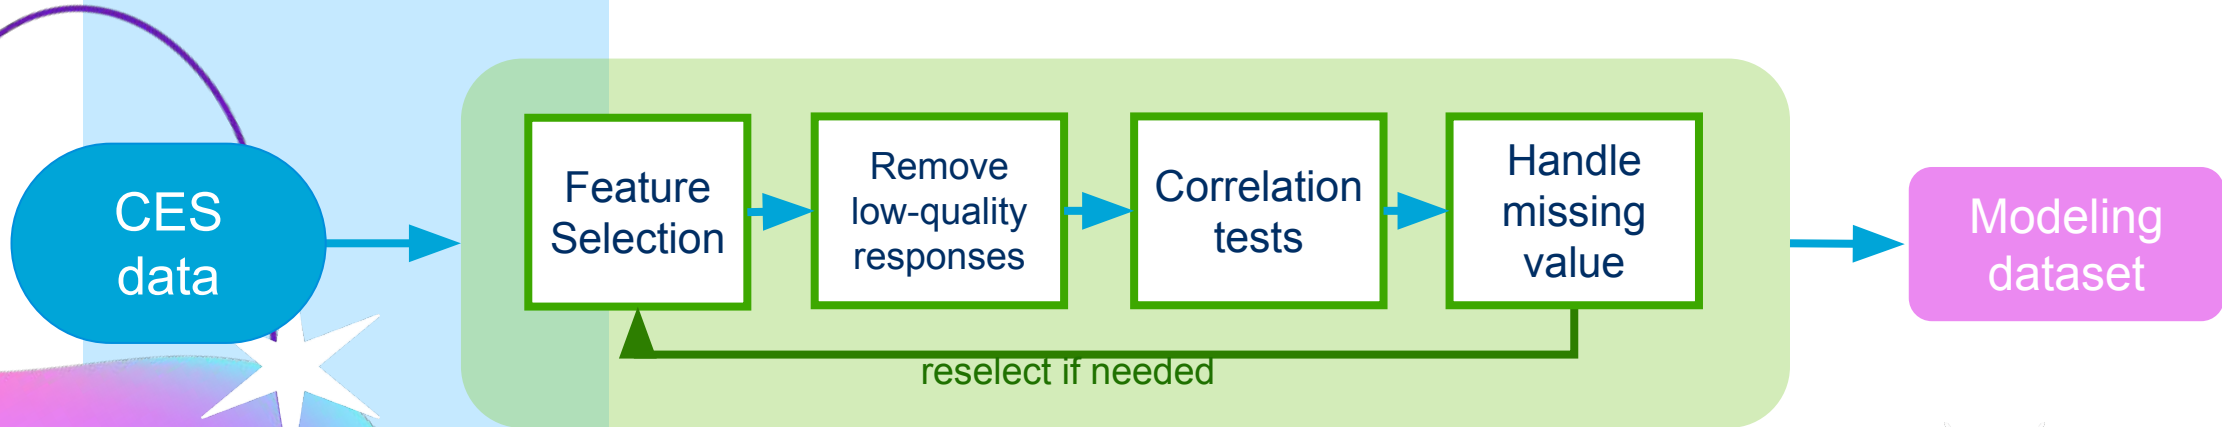 CES
data
Feature
Selection
Remove
low-quality
responses
Correlation
tests
Handle
missing
value
reselect if needed
Modeling
dataset